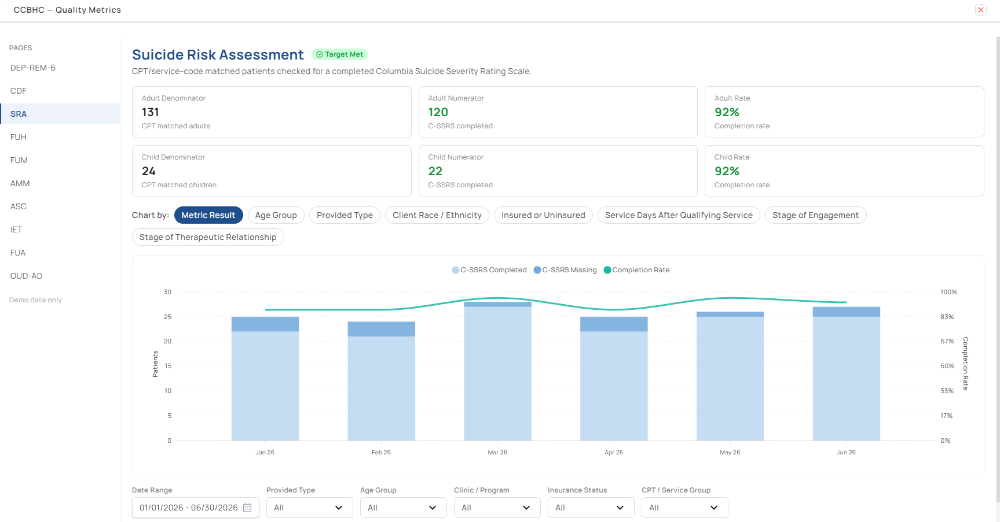 CCBHC — Quality Metrics
PAGES
DEP-REM-6
CDF
SRA
FUH
FUM
AMM
ASC
IET
FUA
OUD-AD
Demo data only
Suicide Risk Assessment
Target Met
CPT/service-code matched patients checked for a completed Columbia Suicide Severity Rating Scale.
Adult Denominator
131
CPT matched adults
Adult Numerator
120
C-SSRS completed
Adult Rate
92%
Completion rate
Child Denominator
24
CPT matched children
Child Numerator
22
C-SSRS completed
Child Rate
92%
Completion rate
Chart by: Metric Result Age Group Provided Type Client Race / Ethnicity Insured or Uninsured Service Days After Qualifying Service Stage of Engagement
Stage of Therapeutic Relationship
C-SSRS Completed C-SSRS Missing Completion Rate
30 100%
25 83%
20 67%
15 50%
10 33%
5 17%
0 0%
Patients
Completion Rate
Jan 26 Feb 26 Mar 26 Apr 26 May 26 Jun 26
Date Range
01/01/2026 - 06/30/2026
Provided Type
All
Age Group
All
Clinic / Program
All
Insurance Status
All
CPT / Service Group
All